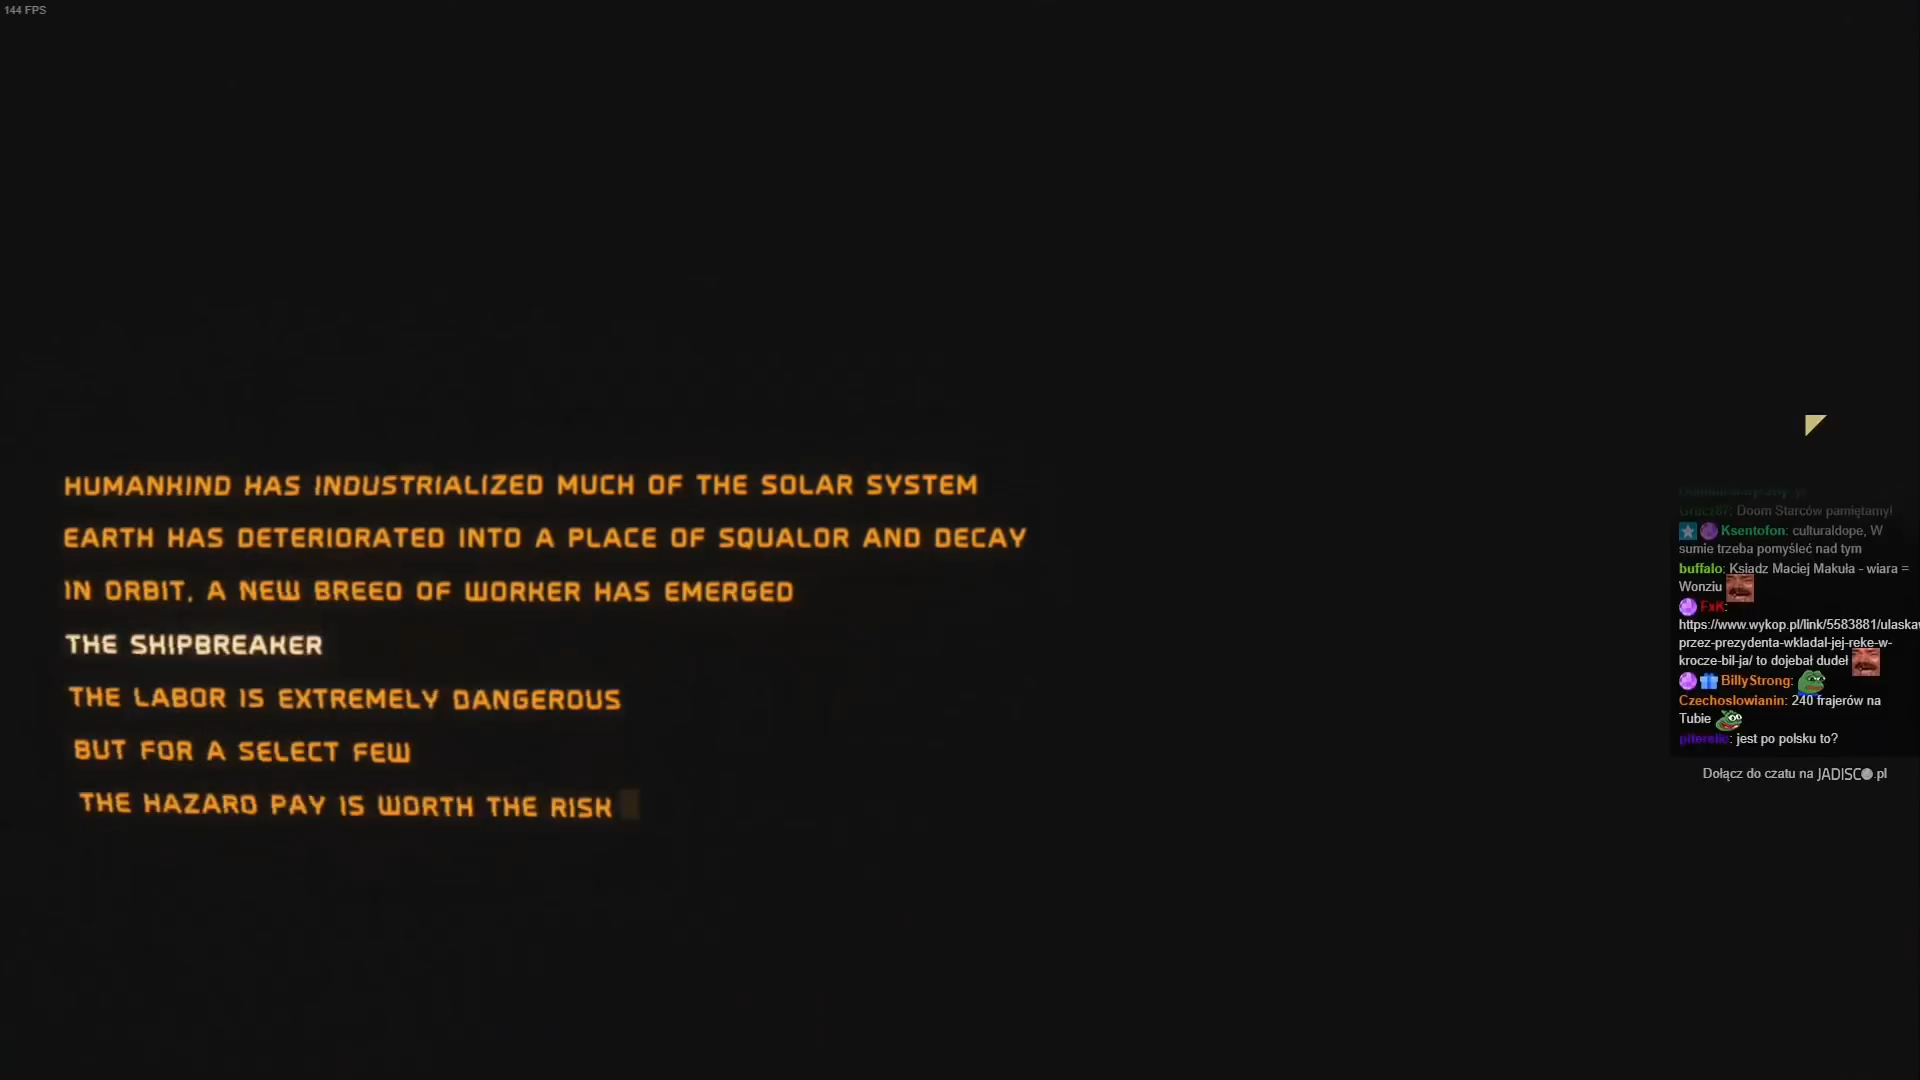 144 FPS
HUMANKIND HAS INDUSTRIALIZED MUCH OF THE SOLAR SYSTEM
EARTH HAS DETERIORATED INTO A PLACE OF SQUALOR AND DECAY
IN ORBIT, A NEW BREED OF WORKER HAS EMERGED
THE SHIPBREAKER
THE LABOR IS EXTREMELY DANGEROUS
BUT FOR A SELECT FEW
THE HAZARD PAY IS WORTH THE RISK
Doom Starców pamiętamy!
Ksentofon: culturaldope, W
sumie trzeba pomyśleć nad tym
buffalo: Ksiądz Maciej Makuła - wiara =
Wonziu
FxK:
https://www.wykop.pl/link/5583881/ulaskaw
przez-prezydenta-wkladal-jej-reke-w-
krocze-bil-ja/ to dojebał dudeł
BillyStrong:
Czechoslowianin: 240 frajerów na
Tubie
jest po polsku to?
Dołącz do czatu na JADISCO.pl